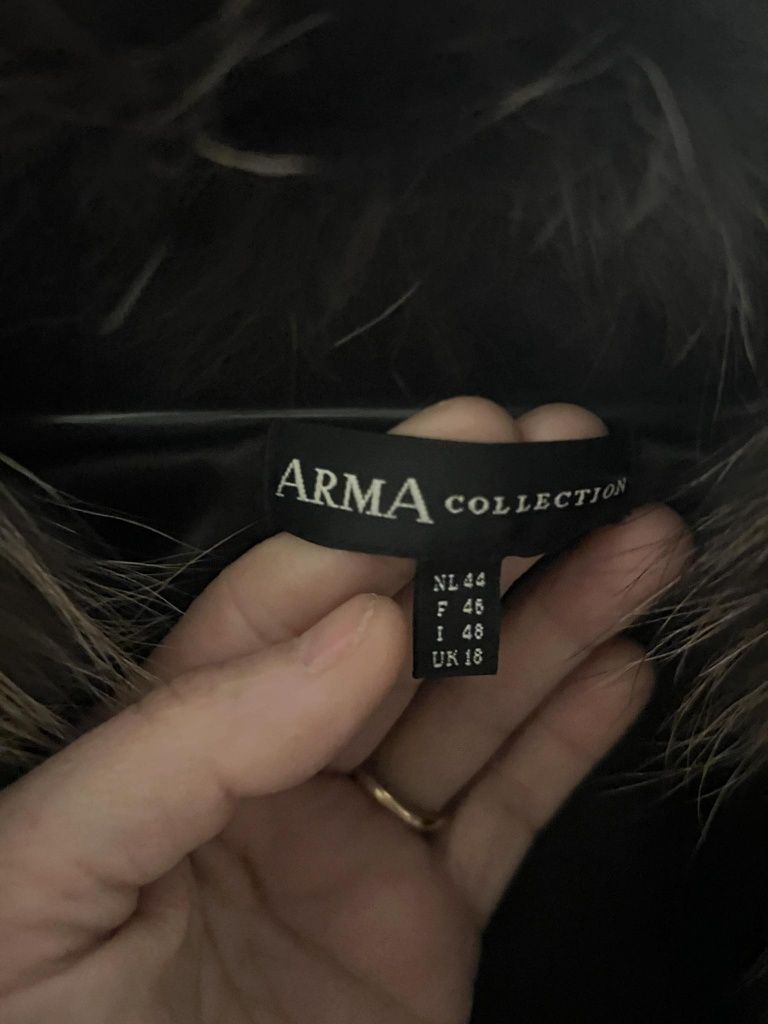 ARMA COLLECTION
NL 44
F 46
I 48
UK 18